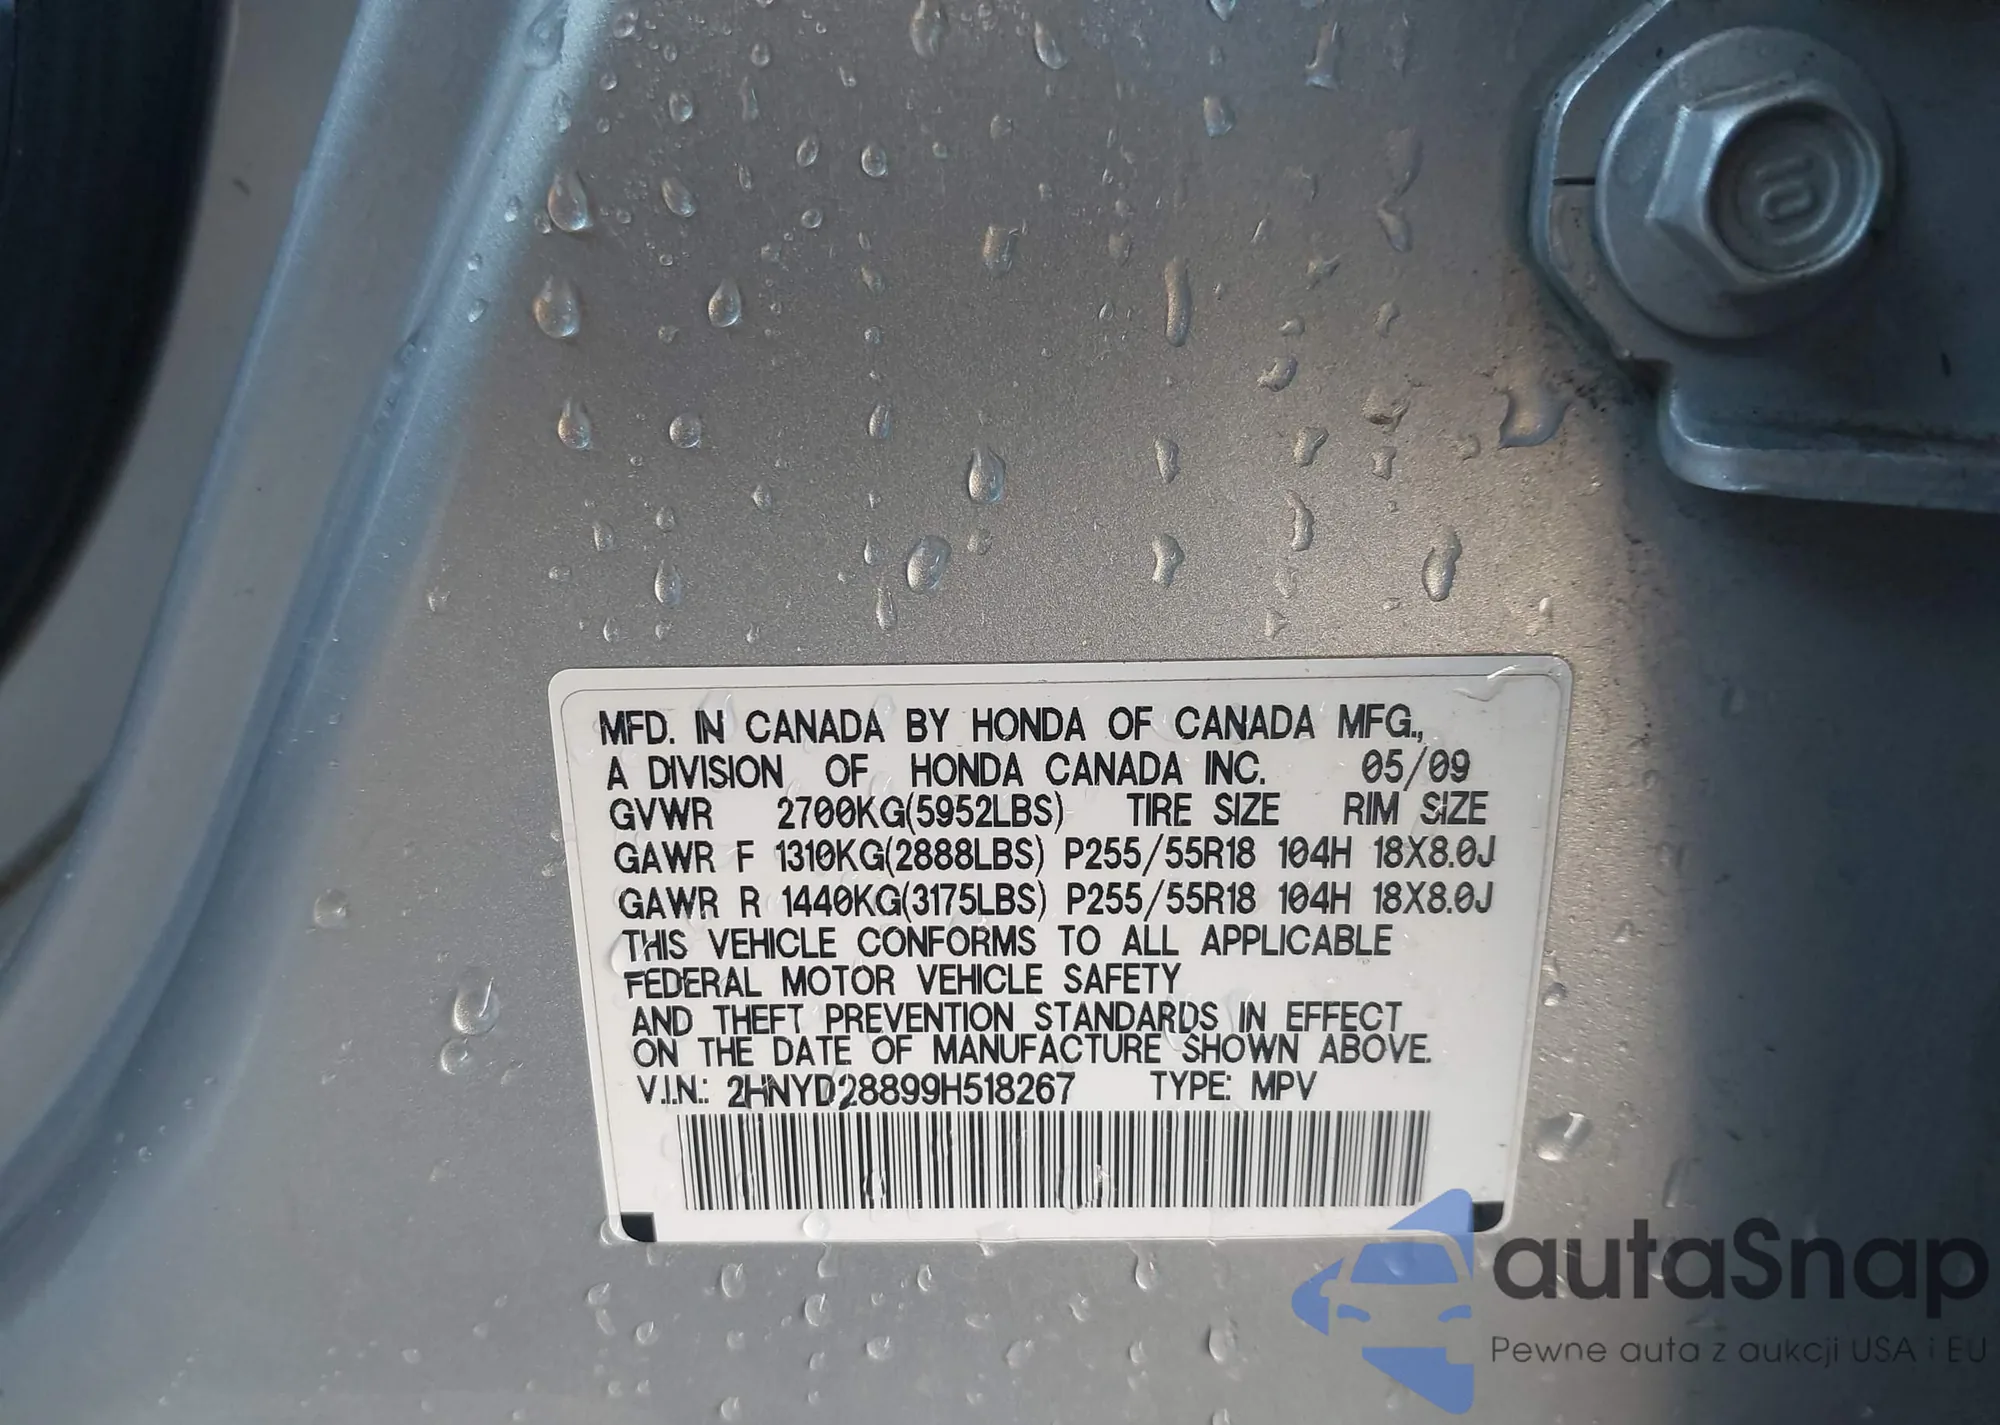 MFD. IN CANADA BY HONDA OF CANADA MFG.,
A DIVISION OF HONDA CANADA INC. 05/09
GVWR 2700KG(5952LBS) TIRE SIZE RIM SIZE
GAWR F 1310KG(2888LBS) P255/55R18 104H 18X8.0J
GAWR R 1440KG(3175LBS) P255/55R18 104H 18X8.0J
THIS VEHICLE CONFORMS TO ALL APPLICABLE
FEDERAL MOTOR VEHICLE SAFETY
AND THEFT PREVENTION STANDARDS IN EFFECT
ON THE DATE OF MANUFACTURE SHOWN ABOVE.
V.I.N.: 2HNYD28899H518267 TYPE: MPV
10
autaSnap
Pewne auta z aukcji USA i EU